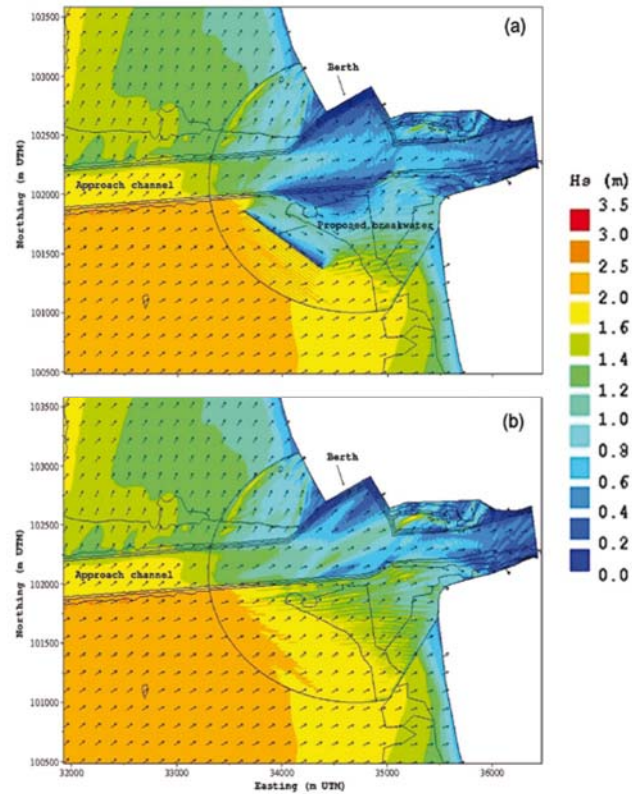 103500
(a)
Berth
103000
102500
Approach channel
102000
Proposed breakwater
101500
101000
100500
Northing (m UTM)
Hs (m)
3.5
3.0
2.5
2.0
1.6
1.4
1.2
1.0
0.8
0.6
0.4
0.2
0.0
103500
(b)
Berth
103000
102500
Approach channel
102000
101500
101000
100500
Northing (m UTM)
32000 33000 34000 35000 36000
Easting (m UTM)